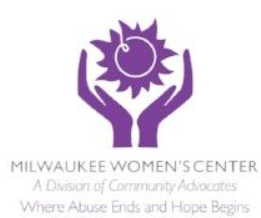 MILWAUKEE WOMEN'S CENTER
A Division of Community Advocates
Where Abuse Ends and Hope Begins